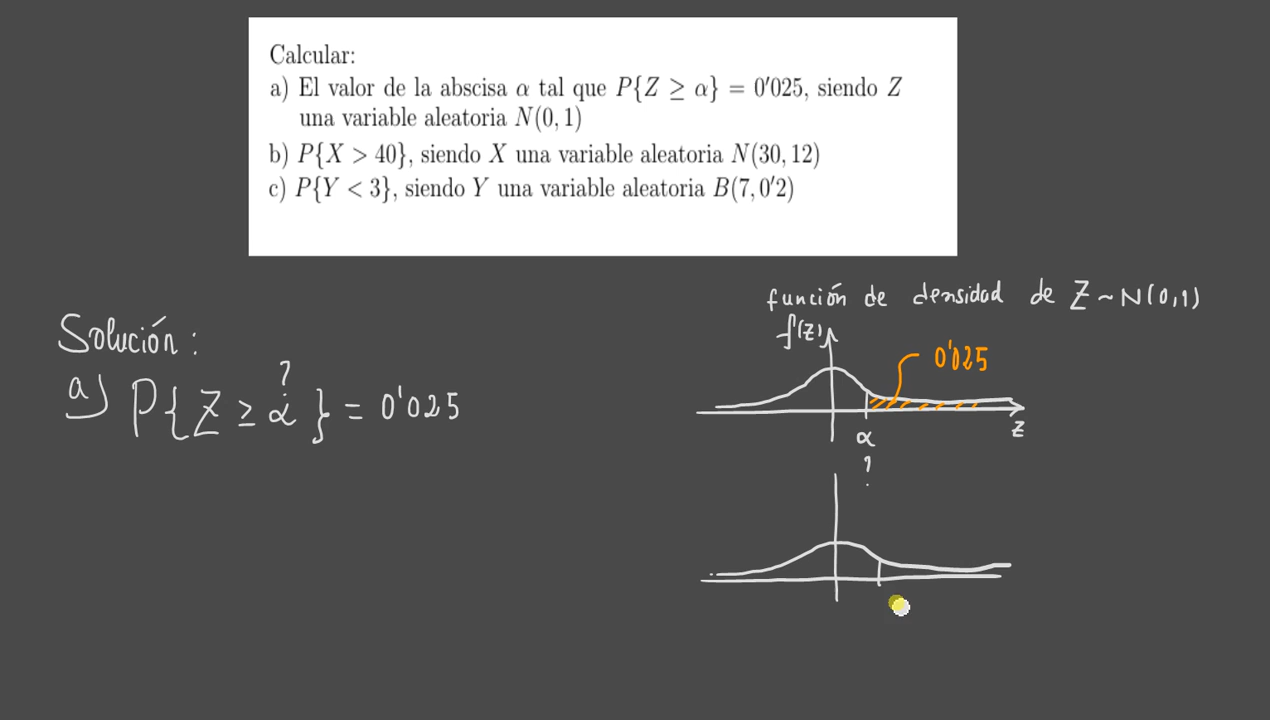 Calcular:
a) El valor de la abscisa α tal que P{Z ≥ α} = 0'025, siendo Z
una variable aleatoria N(0, 1)
b) P{X > 40}, siendo X una variable aleatoria N(30, 12)
c) P{Y < 3}, siendo Y una variable aleatoria B(7, 0'2)
función de densidad de Z ~ N(0,1)
Solución:
f(Z)
0'025
?
a) P{Z ≥ α} = 0'025
Z
α
?